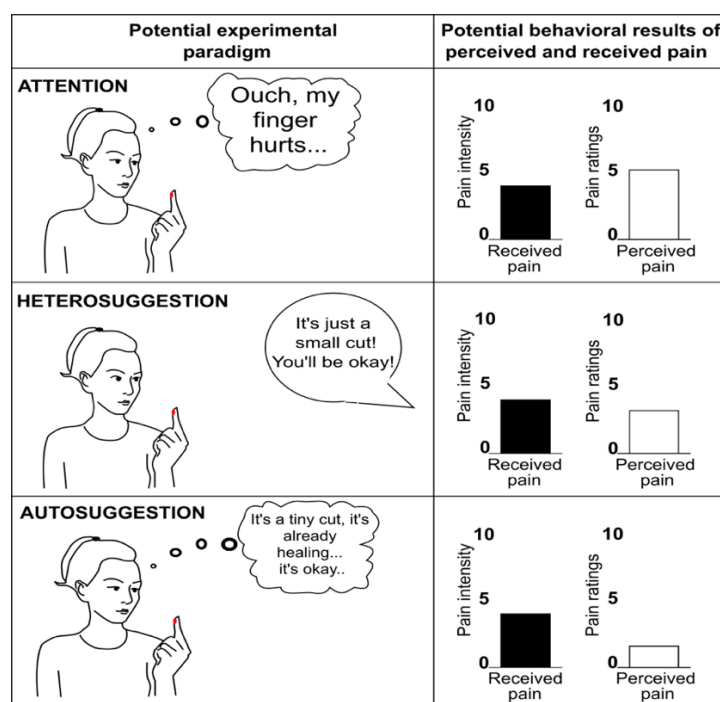 Potential experimental
paradigm
Potential behavioral results of
perceived and received pain
ATTENTION
Ouch, my
finger
hurts...
10
5
0
Pain intensity
Received
pain
10
5
0
Pain ratings
Perceived
pain
HETEROSUGGESTION
It's just a
small cut!
You'll be okay!
10
5
0
Pain intensity
Received
pain
10
5
0
Pain ratings
Perceived
pain
AUTOSUGGESTION
It's a tiny cut, it's
already
healing...
it's okay..
10
5
0
Pain intensity
Received
pain
10
5
0
Pain ratings
Perceived
pain